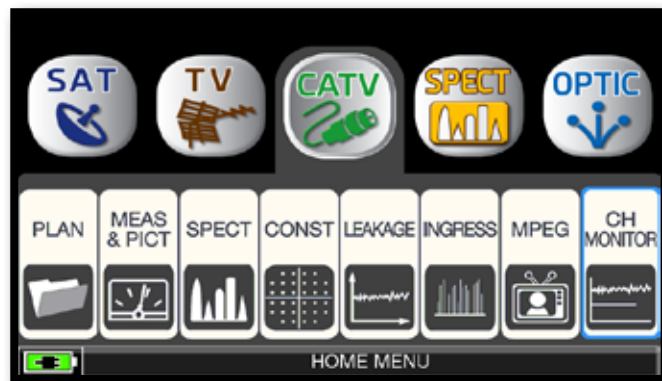 SAT
TV
CATV
SPECT
OPTIC
PLAN
MEAS
& PICT
SPECT
CONST
LEAKAGE
INGRESS
MPEG
CH
MONITOR
HOME MENU